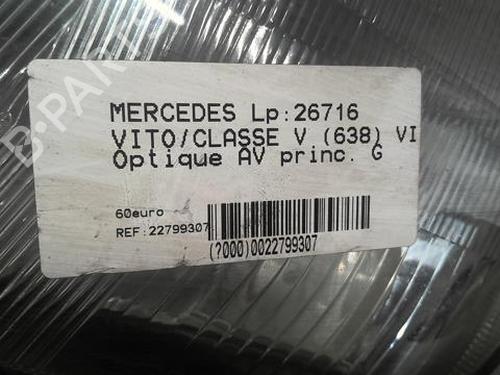 MERCEDES Lp:26716
VITO/CLASSE V (638) VI
Optique AV princ. G
60euro
REF:22799307
(?000)0022799307
B-PARTS